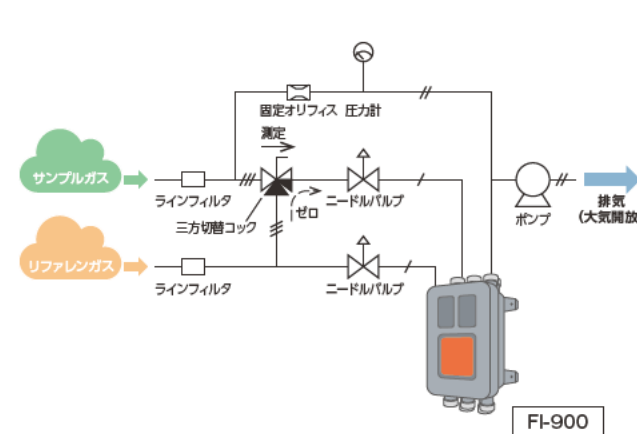 固定オリフィス 圧力計
測定
サンプルガス
ラインフィルタ
ニードルバルブ
ゼロ
三方切替コック
ポンプ
排気
(大気開放
リファレンガス
ラインフィルタ
ニードルバルブ
FI-900